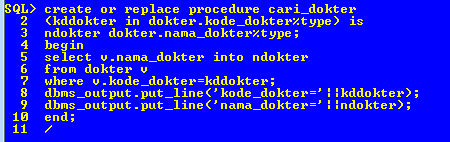 SQL> create or replace procedure cari_dokter
2 (kddokter in dokter.kode_dokter%type) is
3 ndokter dokter.nama_dokter%type;
4 begin
5 select v.nama_dokter into ndokter
6 from dokter v
7 where v.kode_dokter=kddokter;
8 dbms_output.put_line('kode_dokter='||kddokter);
9 dbms_output.put_line('nama_dokter='||ndokter);
10 end;
11 /